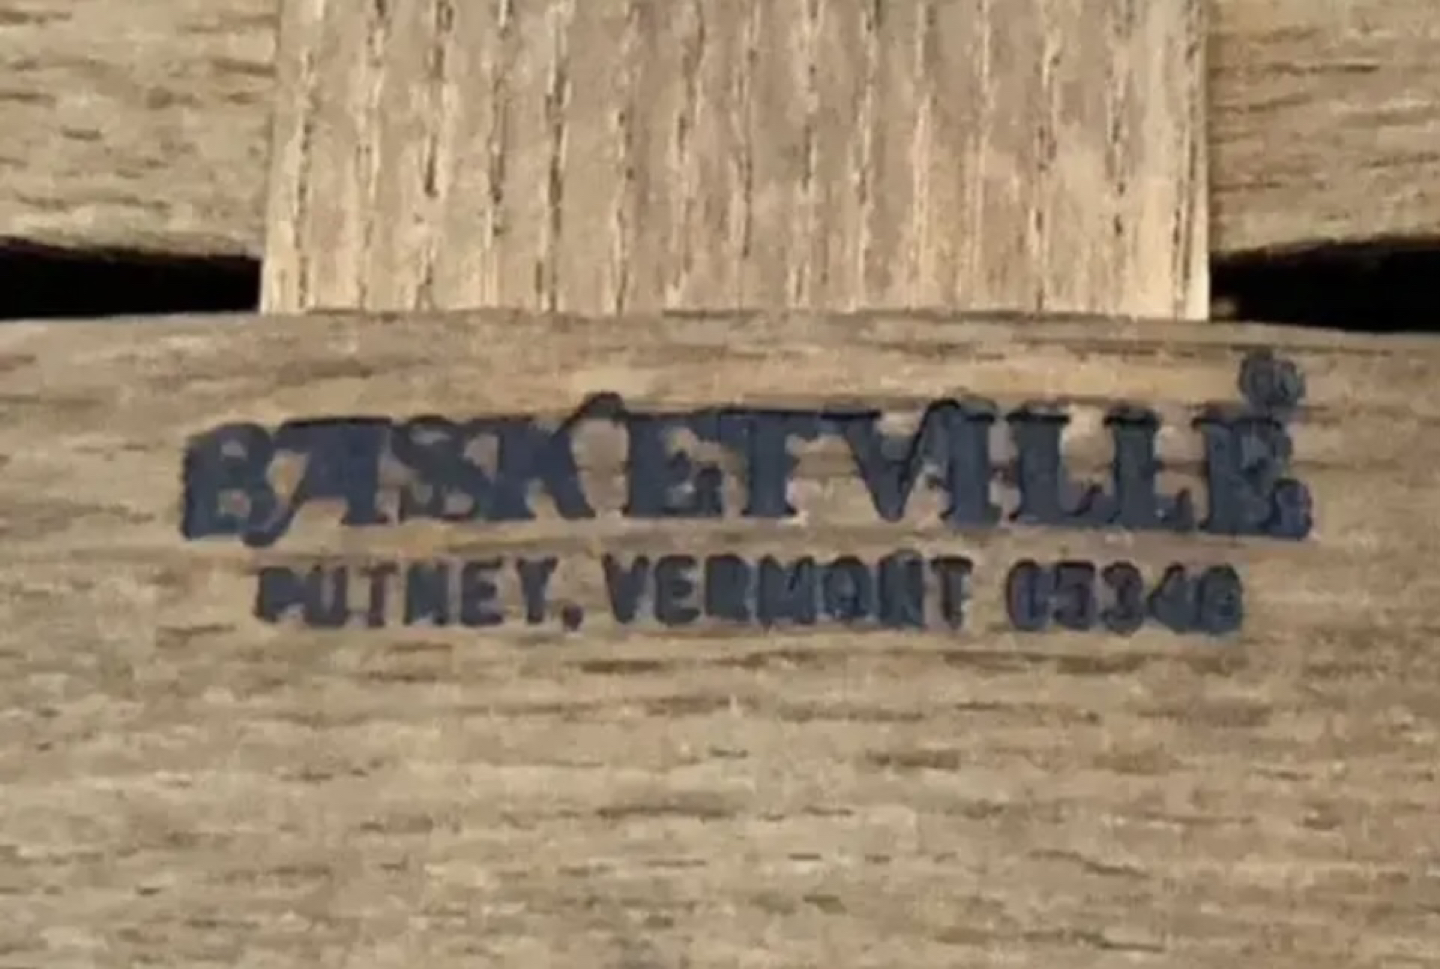 BASKETVILLE®
PUTNEY, VERMONT 05346